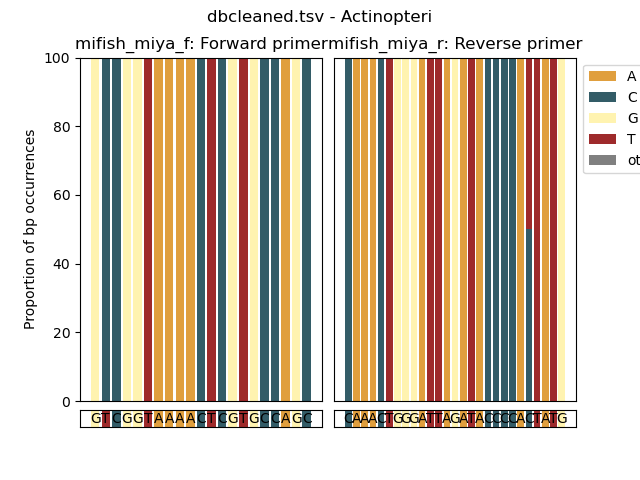 dbcleaned.tsv - Actinopteri
mifish_miya_f: Forward primer
mifish_miya_r: Reverse primer
Proportion of bp occurrences
100
80
60
40
20
0
GTCGGTAAAACTCGTGCCAGC
CAAACTGGGATTAGATACCCCACTATG
A
C
G
T
ot